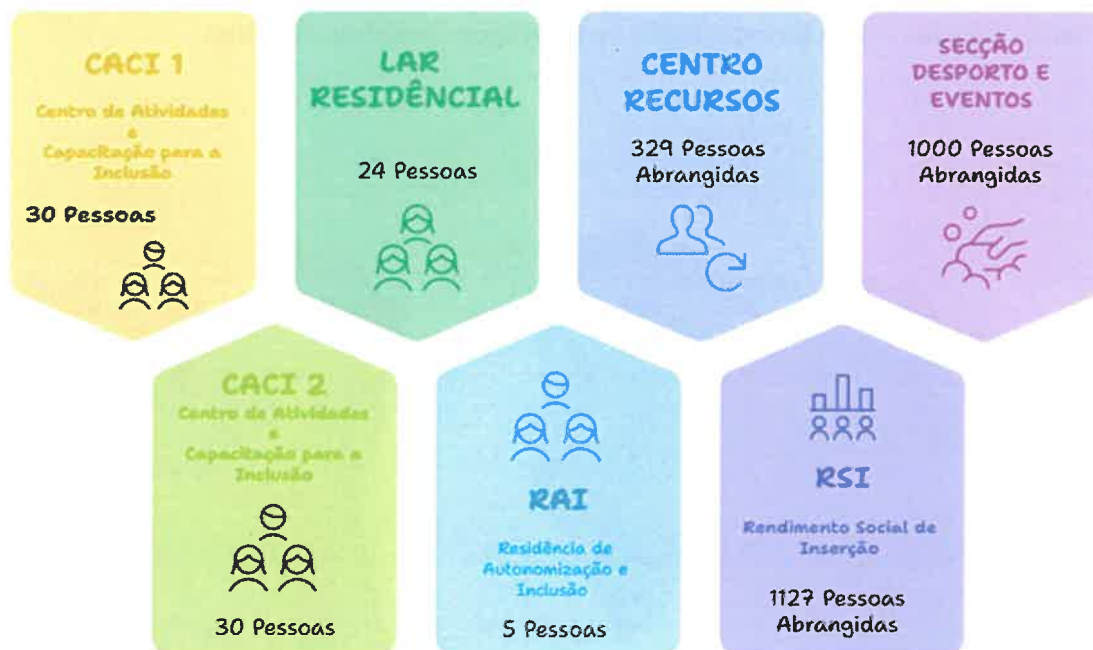 CACI 1
Centro de Atividades
e
Capacitação para a
Inclusão
30 Pessoas
LAR
RESIDÊNCIAL
24 Pessoas
CENTRO
RECURSOS
329 Pessoas
Abrangidas
SECÇÃO
DESPORTO E
EVENTOS
1000 Pessoas
Abrangidas
CACI 2
Centro de Atividades
e
Capacitação para a
Inclusão
30 Pessoas
RAI
Residência de
Autonomização e
Inclusão
5 Pessoas
RSI
Rendimento Social de
Inserção
1127 Pessoas
Abrangidas